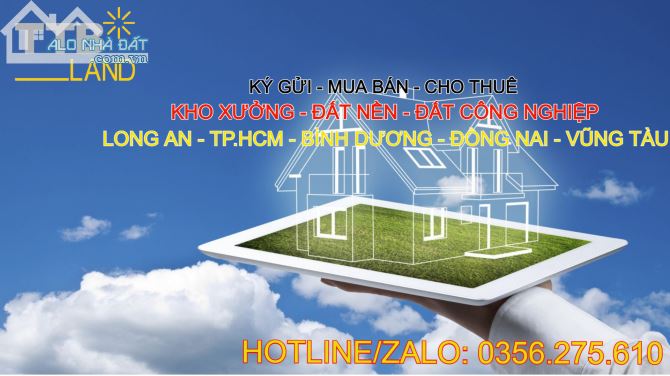 ALO NHÀ ĐẤT
.com.vn
LAND
KÝ GỬI - MUA BÁN - CHO THUÊ
KHO XƯỞNG - ĐẤT NỀN - ĐẤT CÔNG NGHIỆP
LONG AN - TP.HCM - BÌNH DƯƠNG - ĐỒNG NAI - VŨNG TÀU
HOTLINE/ZALO: 0356.275.610